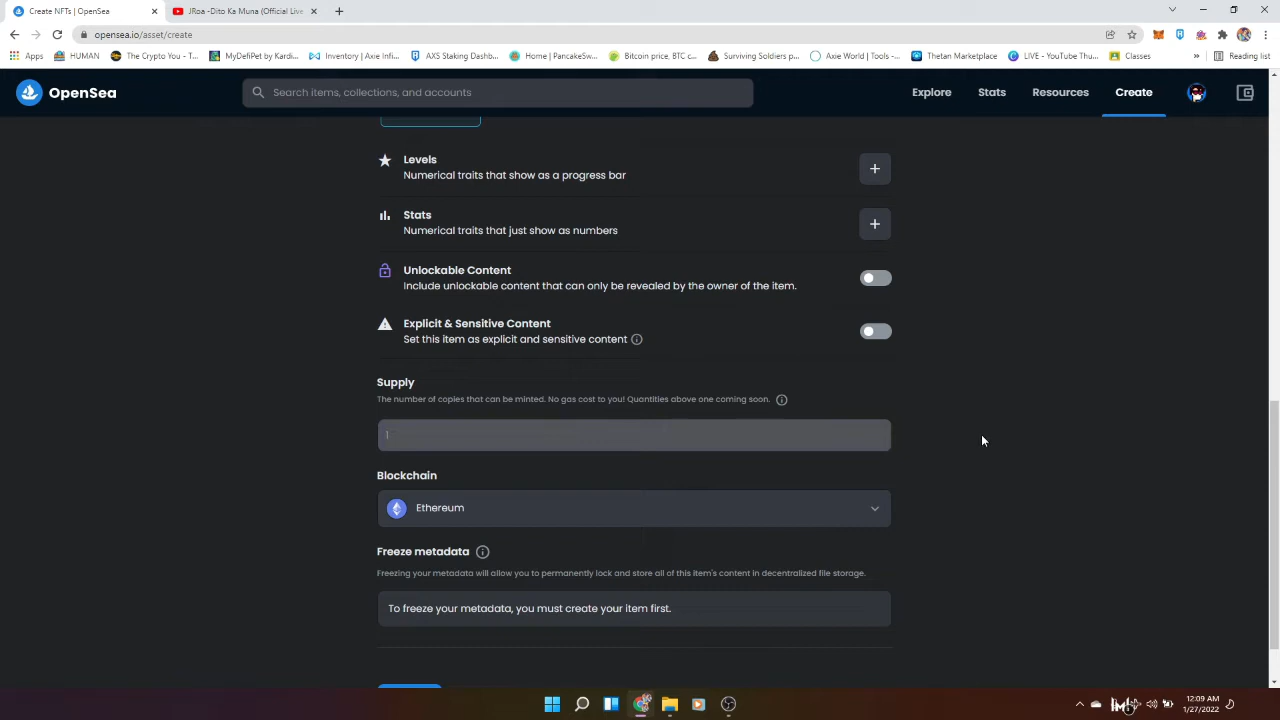 Create NFTs | OpenSea
JRoa -Dito Ka Muna (Official Live
opensea.io/asset/create
Apps
HUMAN
The Crypto You - T...
MyDefiPet by Kardi...
Inventory | Axie Infi...
AXS Staking Dashb...
Home | PancakeSw...
Bitcoin price, BTC c...
Surviving Soldiers p...
Axie World | Tools -...
Thetan Marketplace
LIVE - YouTube Thu...
Classes
Reading list
OpenSea
Search items, collections, and accounts
Explore
Stats
Resources
Create
Levels
Numerical traits that show as a progress bar
Stats
Numerical traits that just show as numbers
Unlockable Content
Include unlockable content that can only be revealed by the owner of the item.
Explicit & Sensitive Content
Set this item as explicit and sensitive content
Supply
The number of copies that can be minted. No gas cost to you! Quantities above one coming soon.
1
Blockchain
Ethereum
Freeze metadata
Freezing your metadata will allow you to permanently lock and store all of this item's content in decentralized file storage.
To freeze your metadata, you must create your item first.
12:09 AM
1/27/2022